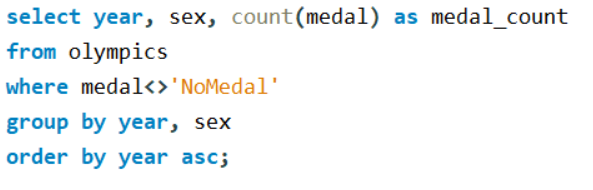 select year, sex, count(medal) as medal_count
from olympics
where medal<>'NoMedal'
group by year, sex
order by year asc;